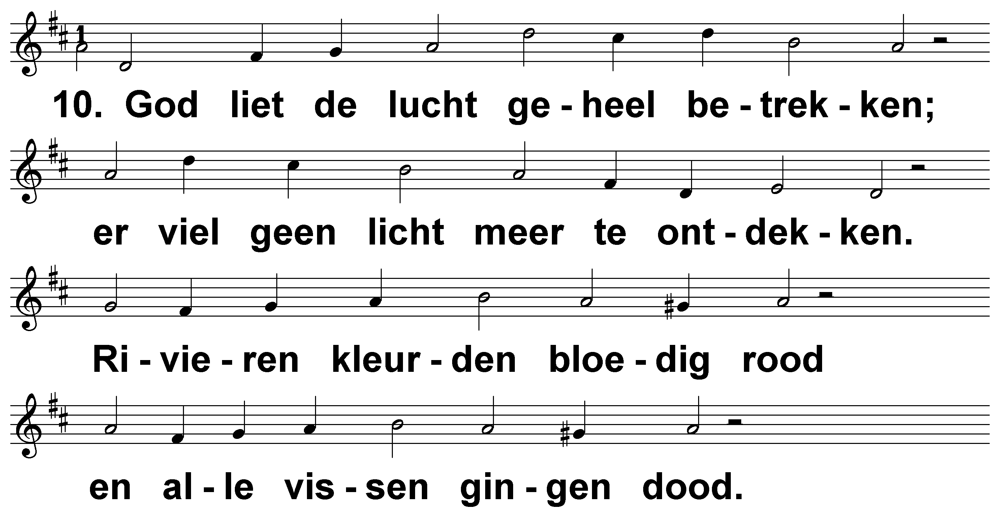 10. God liet de lucht ge - heel be - trek - ken;
er viel geen licht meer te ont - dek - ken.
Ri - vie - ren kleur - den bloe - dig rood
en al - le vis - sen gin - gen dood.